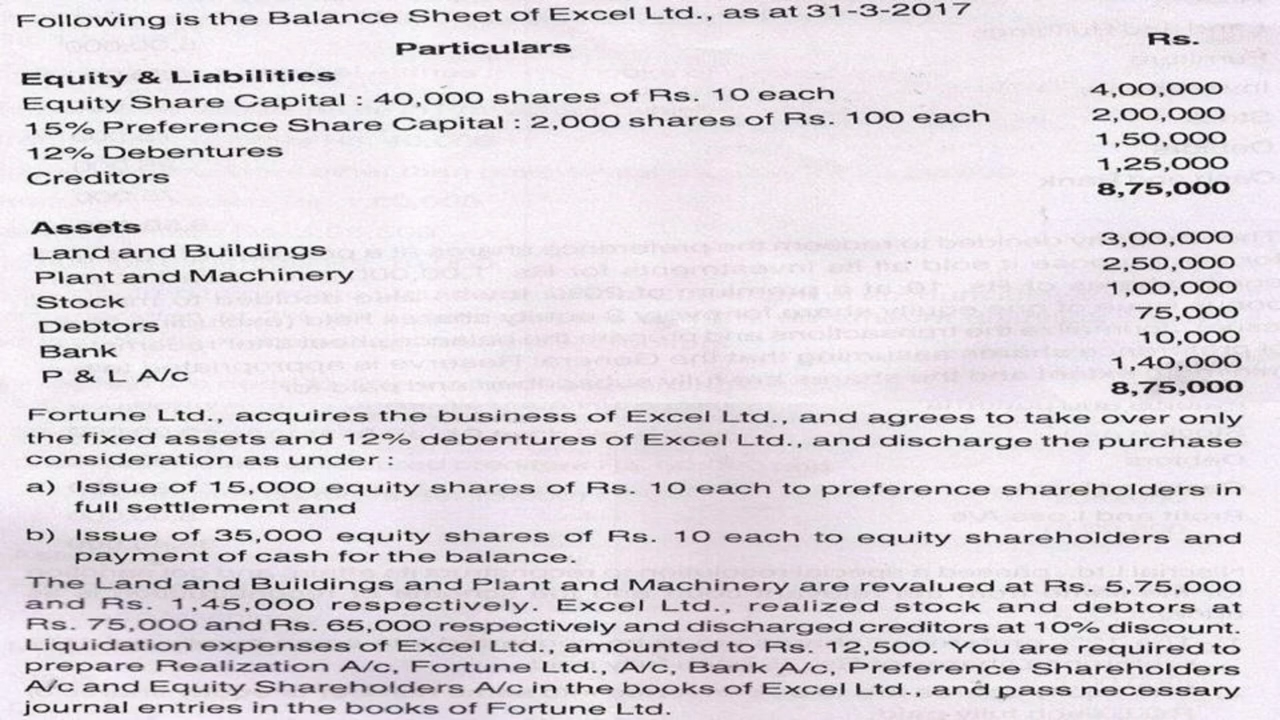 Following is the Balance Sheet of Excel Ltd., as at 31-3-2017
Particulars Rs.
Equity & Liabilities
Equity Share Capital : 40,000 shares of Rs. 10 each 4,00,000
15% Preference Share Capital : 2,000 shares of Rs. 100 each 2,00,000
12% Debentures 1,50,000
Creditors 1,25,000
8,75,000
Assets
Land and Buildings 3,00,000
Plant and Machinery 2,50,000
Stock 1,00,000
Debtors 75,000
Bank 10,000
P & L A/c 1,40,000
8,75,000
Fortune Ltd., acquires the business of Excel Ltd., and agrees to take over only
the fixed assets and 12% debentures of Excel Ltd., and discharge the purchase
consideration as under :
a) Issue of 15,000 equity shares of Rs. 10 each to preference shareholders in
full settlement and
b) Issue of 35,000 equity shares of Rs. 10 each to equity shareholders and
payment of cash for the balance.
The Land and Buildings and Plant and Machinery are revalued at Rs. 5,75,000
and Rs. 1,45,000 respectively. Excel Ltd., realized stock and debtors at
Rs. 75,000 and Rs. 65,000 respectively and discharged creditors at 10% discount.
Liquidation expenses of Excel Ltd., amounted to Rs. 12,500. You are required to
prepare Realization A/c, Fortune Ltd., A/c, Bank A/c, Preference Shareholders
A/c and Equity Shareholders A/c in the books of Excel Ltd., and pass necessary
journal entries in the books of Fortune Ltd.